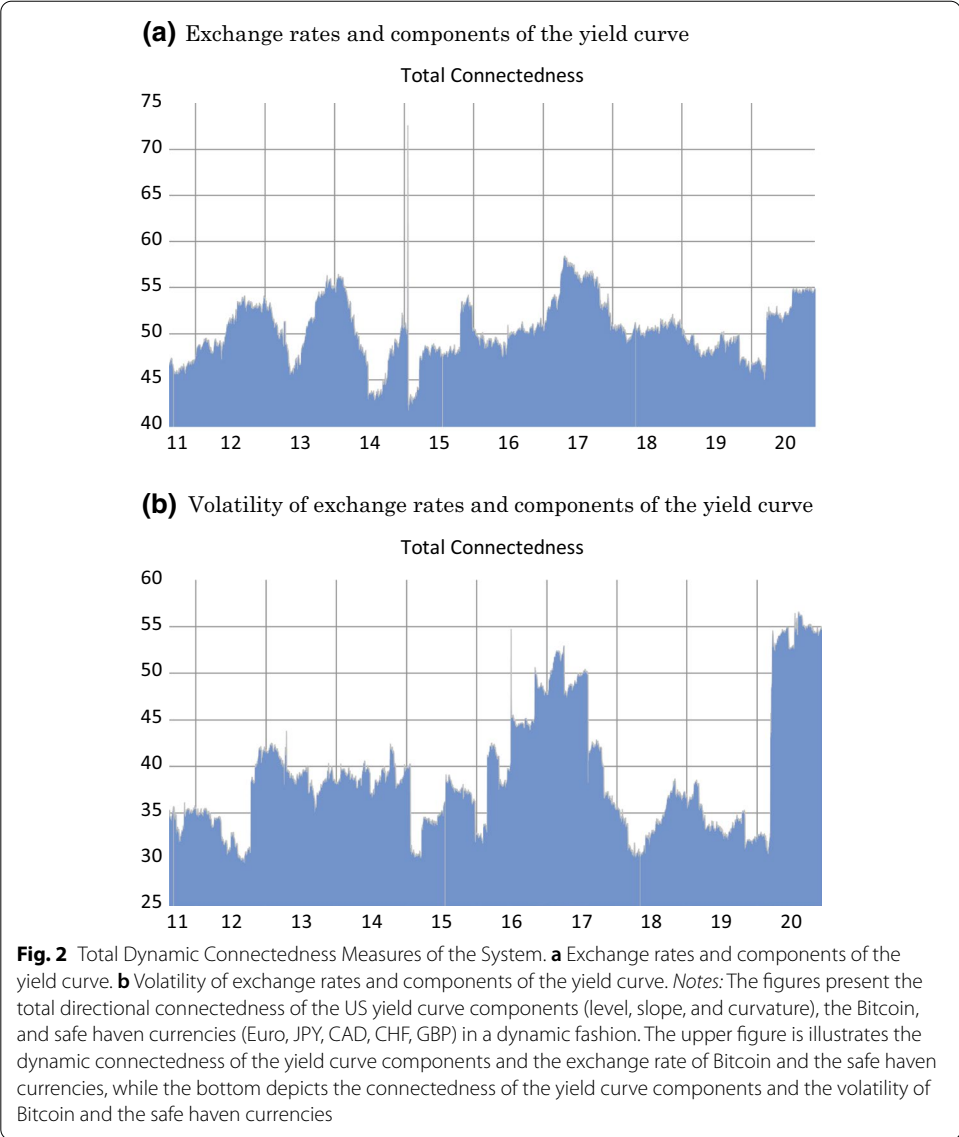 (a) Exchange rates and components of the yield curve
Total Connectedness
75
70
65
60
55
50
45
40
11 12 13 14 15 16 17 18 19 20
(b) Volatility of exchange rates and components of the yield curve
Total Connectedness
60
55
50
45
40
35
30
25
11 12 13 14 15 16 17 18 19 20
Fig. 2 Total Dynamic Connectedness Measures of the System. a Exchange rates and components of the
yield curve. b Volatility of exchange rates and components of the yield curve. Notes: The figures present the
total directional connectedness of the US yield curve components (level, slope, and curvature), the Bitcoin,
and safe haven currencies (Euro, JPY, CAD, CHF, GBP) in a dynamic fashion. The upper figure is illustrates the
dynamic connectedness of the yield curve components and the exchange rate of Bitcoin and the safe haven
currencies, while the bottom depicts the connectedness of the yield curve components and the volatility of
Bitcoin and the safe haven currencies